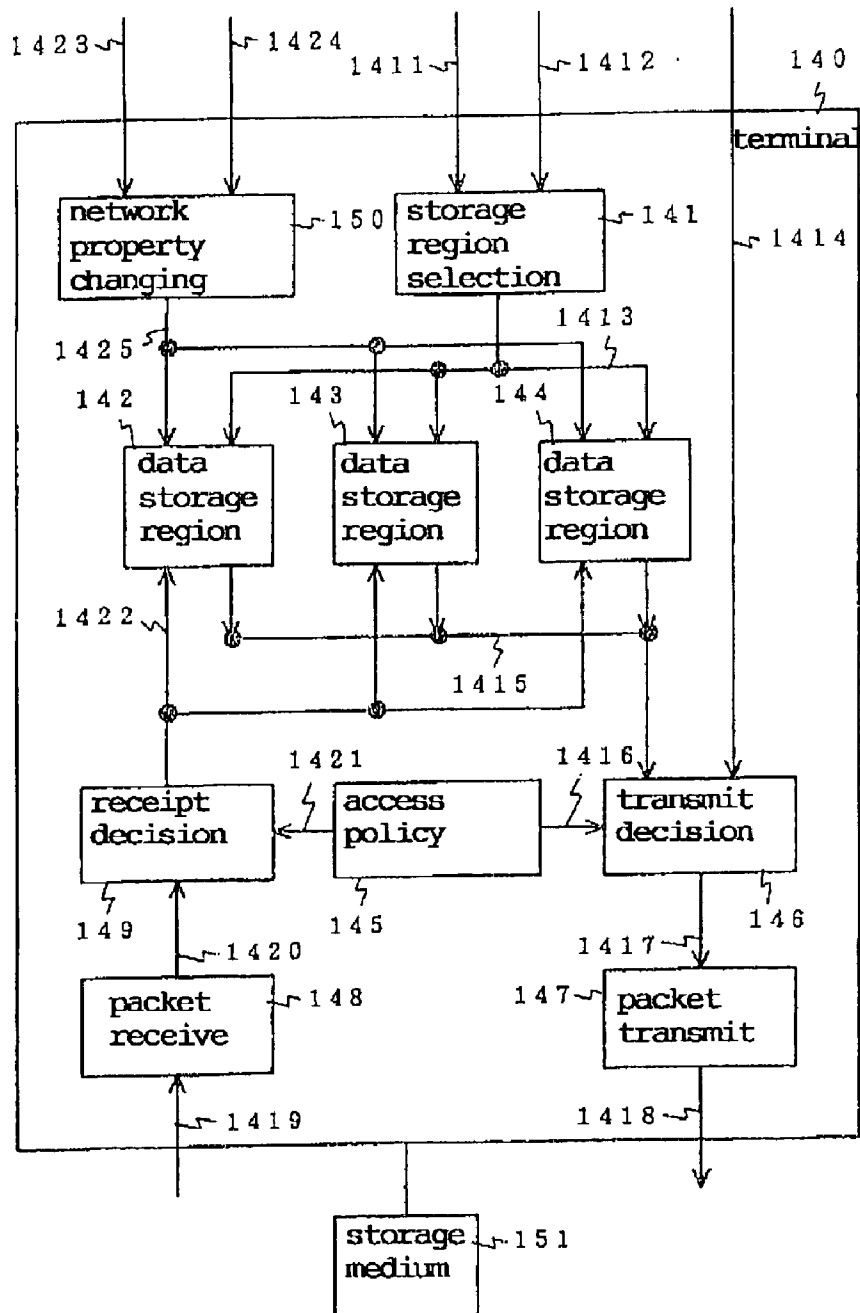 1423
1424
1411
1412
140
terminal
network
property
changing
150
storage
region
selection
141
1414
1425
1413
142
143
144
data
storage
region
data
storage
region
data
storage
region
1422
1415
1421
1416
receipt
decision
access
policy
transmit
decision
149
145
146
1420
1417
packet
receive
148
147
packet
transmit
1419
1418
storage
medium
151